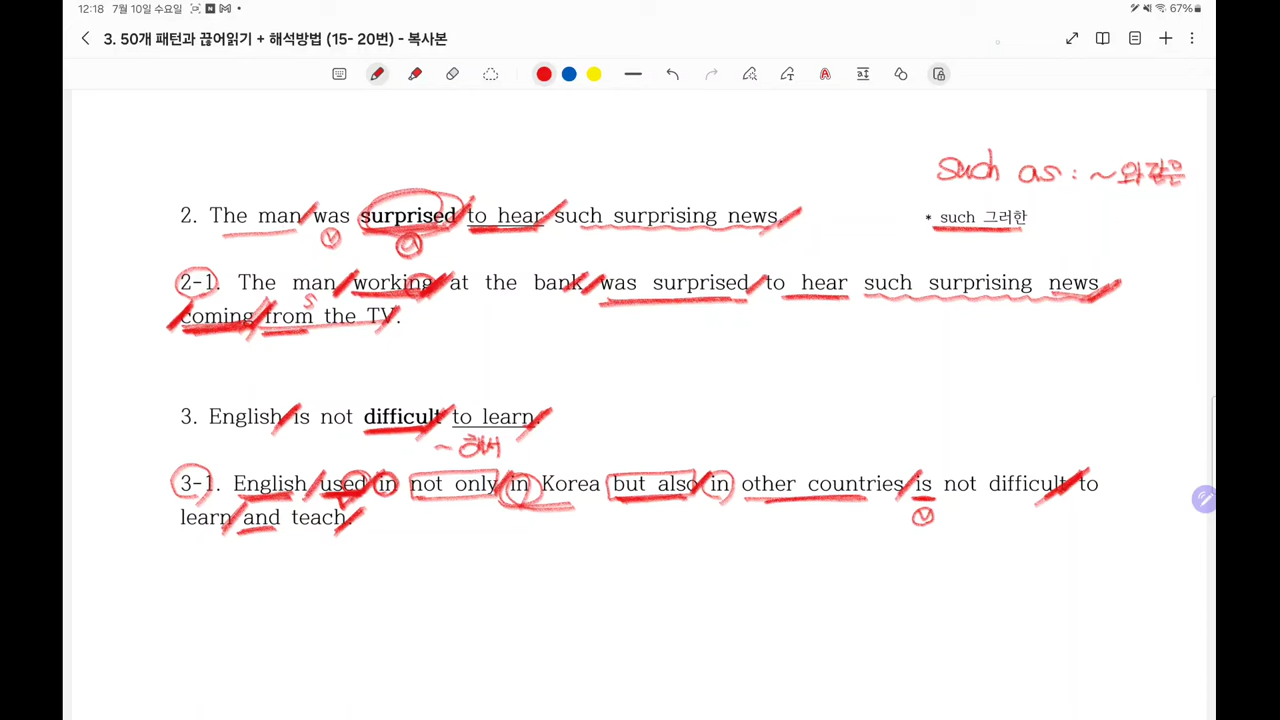 12:18 7월 10일 수요일
67%
3. 50개 패턴과 끊어읽기 + 해석방법 (15- 20번) - 복사본
such as : ~와 같은
2. The man was surprised to hear such surprising news.
* such 그러한
v
a
2-1. The man working at the bank was surprised to hear such surprising news
s
coming from the TV.
3. English is not difficult to learn.
~해서
3-1. English used in not only in Korea but also in other countries is not difficult to
learn and teach.
v